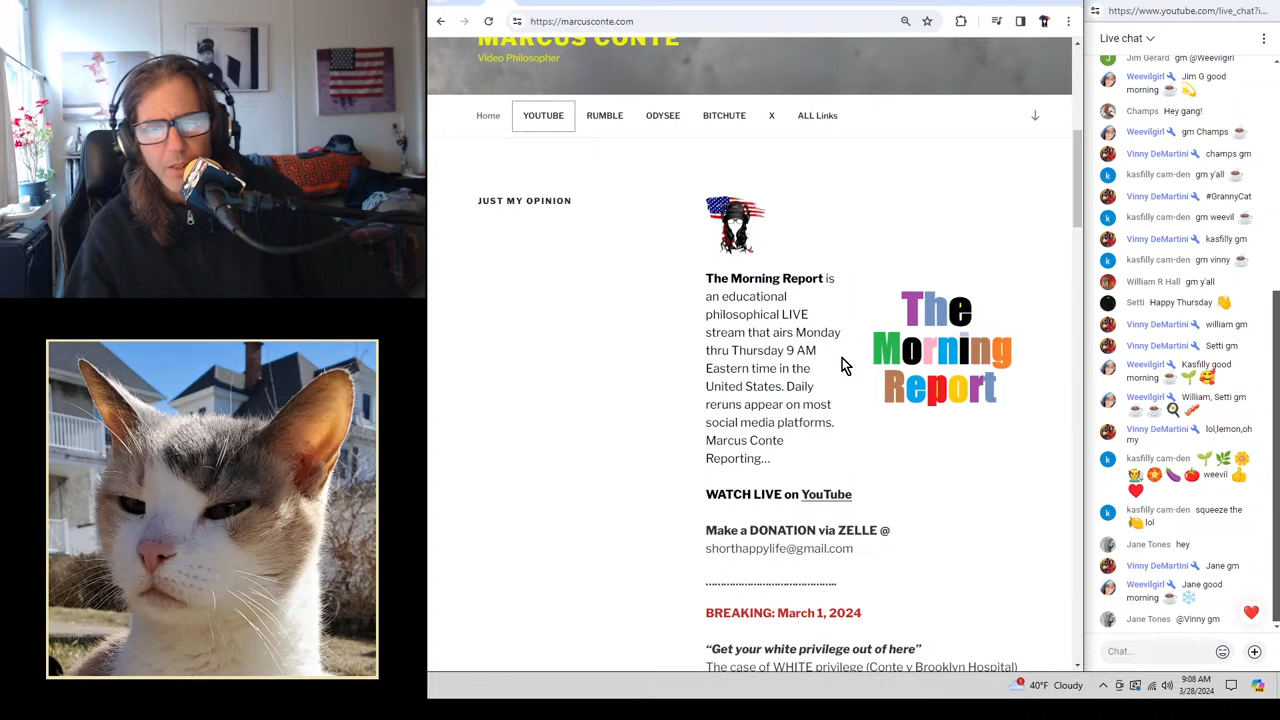 https://marcusconte.com
MARCUS CONTE
Video Philosopher
Home
YOUTUBE
RUMBLE
ODYSEE
BITCHUTE
X
ALL Links
JUST MY OPINION
The Morning Report is
an educational
philosophical LIVE
stream that airs Monday
thru Thursday 9 AM
Eastern time in the
United States. Daily
reruns appear on most
social media platforms.
Marcus Conte
Reporting...
The
Morning
Report
WATCH LIVE on YouTube
Make a DONATION via ZELLE @
shorthappylife@gmail.com
BREAKING: March 1, 2024
“Get your white privilege out of here”
The case of WHITE privilege (Conte v Brooklyn Hospital)
https://www.youtube.com/live_chat?i...
Live chat
Jim Gerard gm @Weevilgirl
Weevilgirl Jim G good
morning
Champs Hey gang!
Weevilgirl gm Champs
Vinny DeMartini champs gm
kasfilly cam-den gm y'all
Vinny DeMartini #GrannyCat
kasfilly cam-den gm weevil
Vinny DeMartini kasfilly gm
kasfilly cam-den gm vinny
William R Hall gm y'all
Setti Happy Thursday
Vinny DeMartini william gm
Vinny DeMartini Setti gm
Weevilgirl Kasfilly good
morning
Weevilgirl William, Setti gm
Vinny DeMartini lol,lemon,oh
my
kasfilly cam-den
weevil
kasfilly cam-den squeeze the
lol
Jane Tones hey
Vinny DeMartini Jane gm
Weevilgirl Jane good
morning
Jane Tones @Vinny gm
Chat...
40°F Cloudy
9:08 AM
3/28/2024